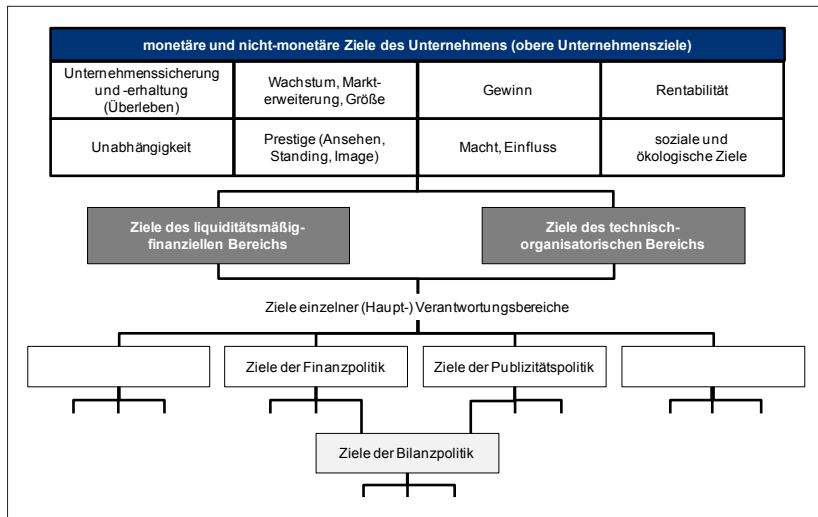 monetäre und nicht-monetäre Ziele des Unternehmens (obere Unternehmensziele)
Unternehmenssicherung
und -erhaltung
(Überleben)
Wachstum, Markt-
erweiterung, Größe
Gewinn
Rentabilität
Unabhängigkeit
Prestige (Ansehen,
Standing, Image)
Macht, Einfluss
soziale und
ökologische Ziele
Ziele des liquiditätsmäßig-
finanziellen Bereichs
Ziele des technisch-
organisatorischen Bereichs
Ziele einzelner (Haupt-) Verantwortungsbereiche
Ziele der Finanzpolitik
Ziele der Publizitätspolitik
Ziele der Bilanzpolitik